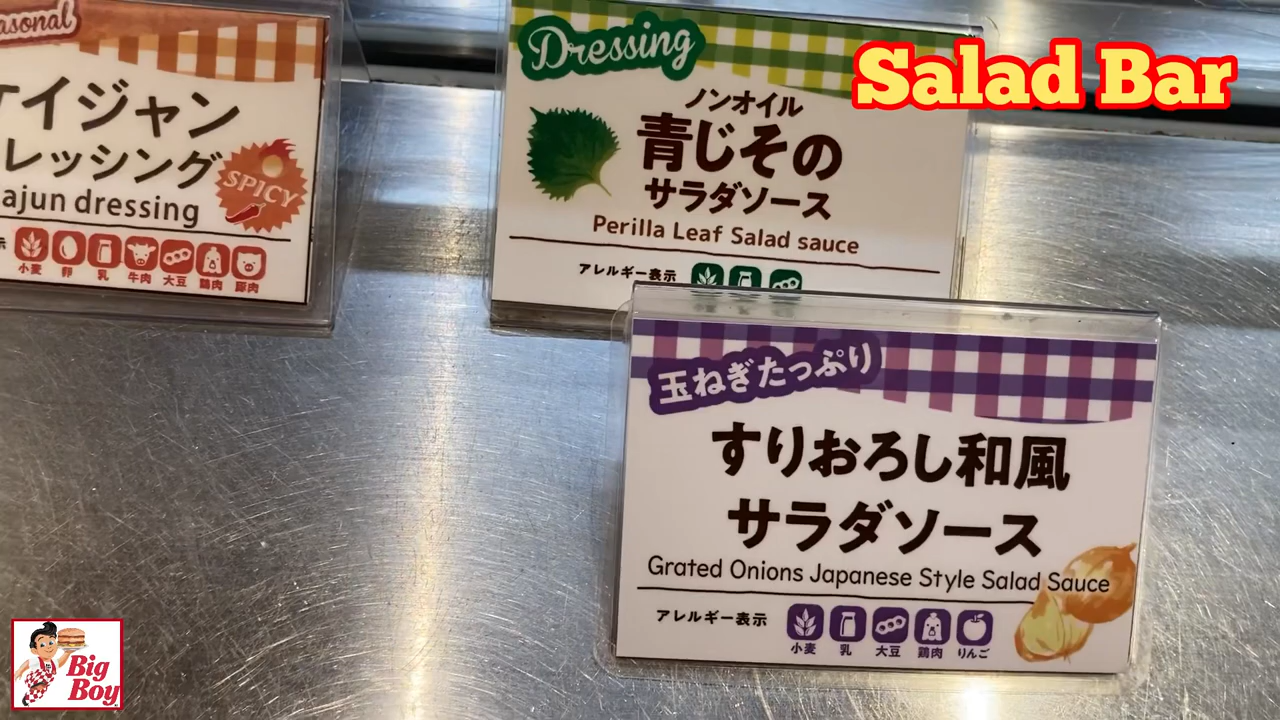 Salad Bar
asonal
イジャン
レッシング
SPICY
ajun dressing
小麦 卵 乳 牛肉 大豆 鶏肉 豚肉
Dressing
ノンオイル
青じその
サラダソース
Perilla Leaf Salad sauce
アレルギー表示
玉ねぎたっぷり
すりおろし和風
サラダソース
Grated Onions Japanese Style Salad Sauce
アレルギー表示
小麦 乳 大豆 鶏肉 りんご
Big
Boy